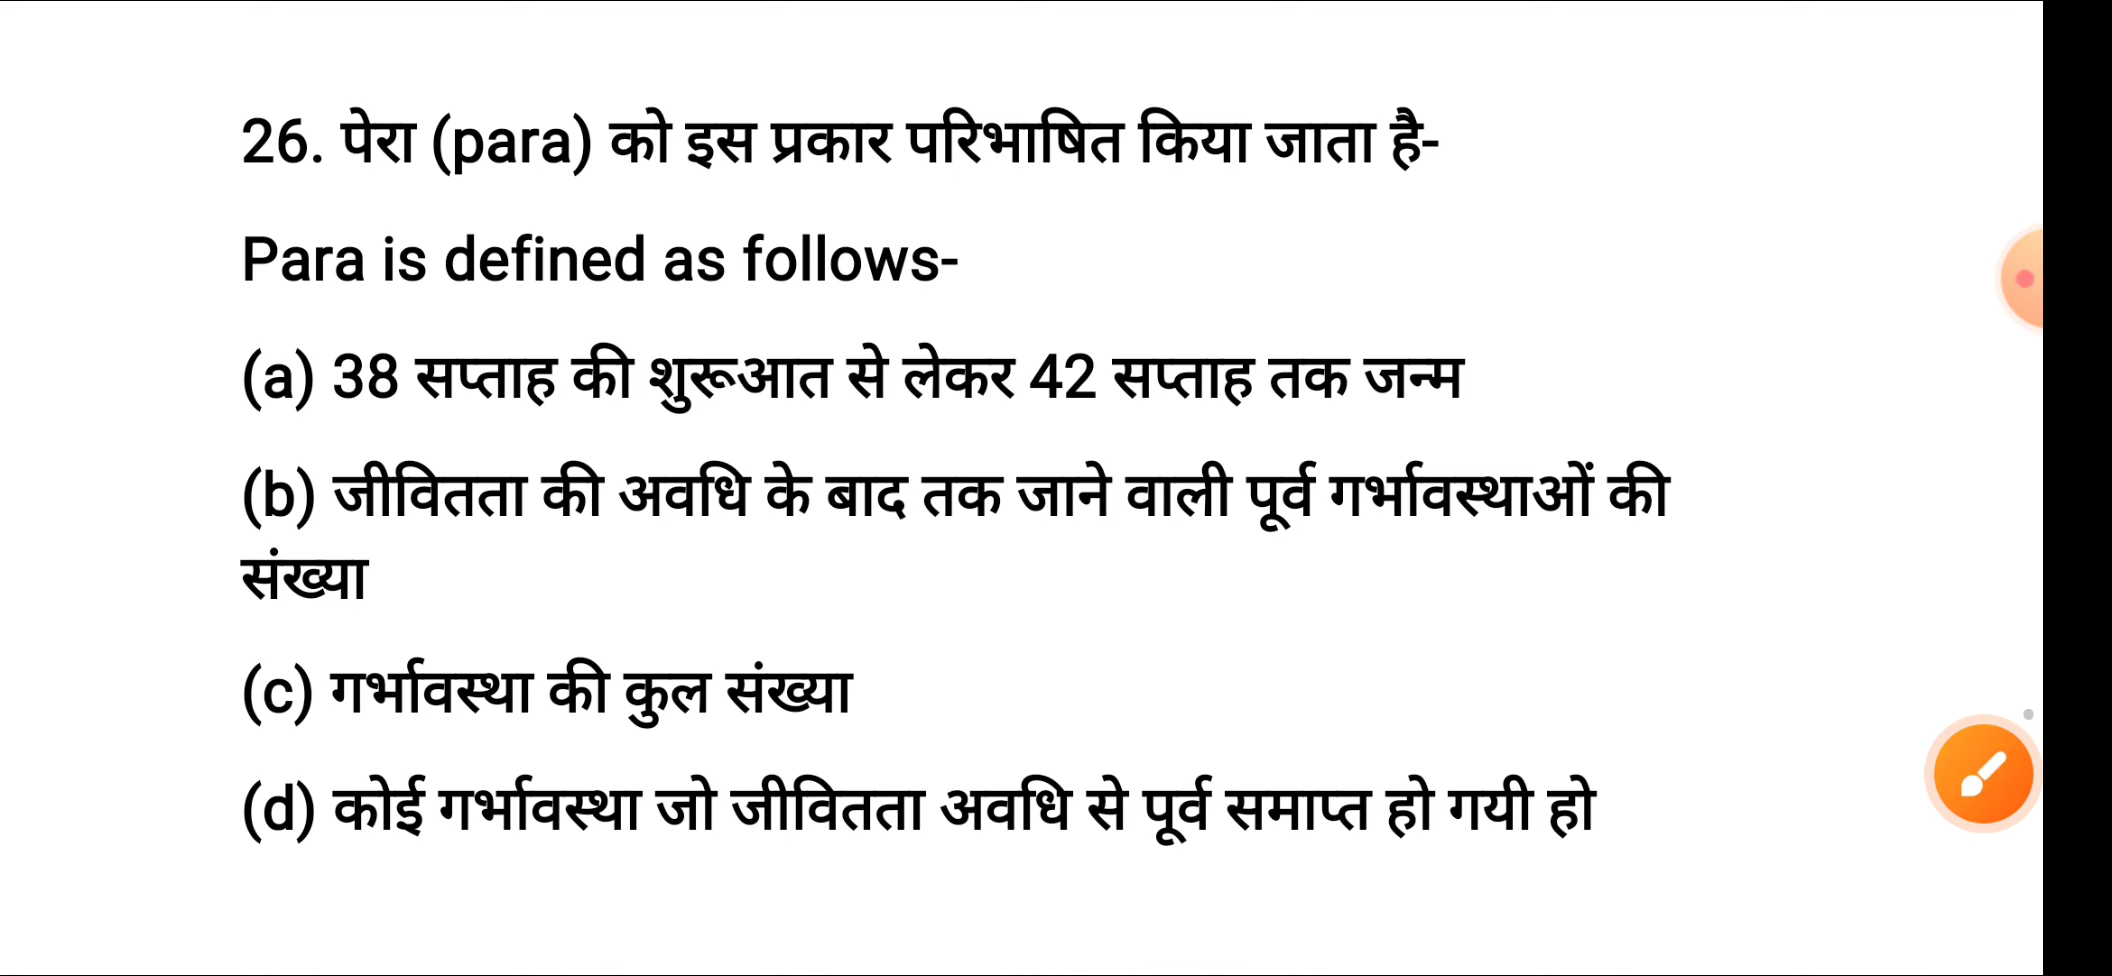 26. पेरा (para) को इस प्रकार परिभाषित किया जाता है-
Para is defined as follows-
(a) 38 सप्ताह की शुरूआत से लेकर 42 सप्ताह तक जन्म
(b) जीवितता की अवधि के बाद तक जाने वाली पूर्व गर्भावस्थाओं की
संख्या
(c) गर्भावस्था की कुल संख्या
(d) कोई गर्भावस्था जो जीवितता अवधि से पूर्व समाप्त हो गयी हो